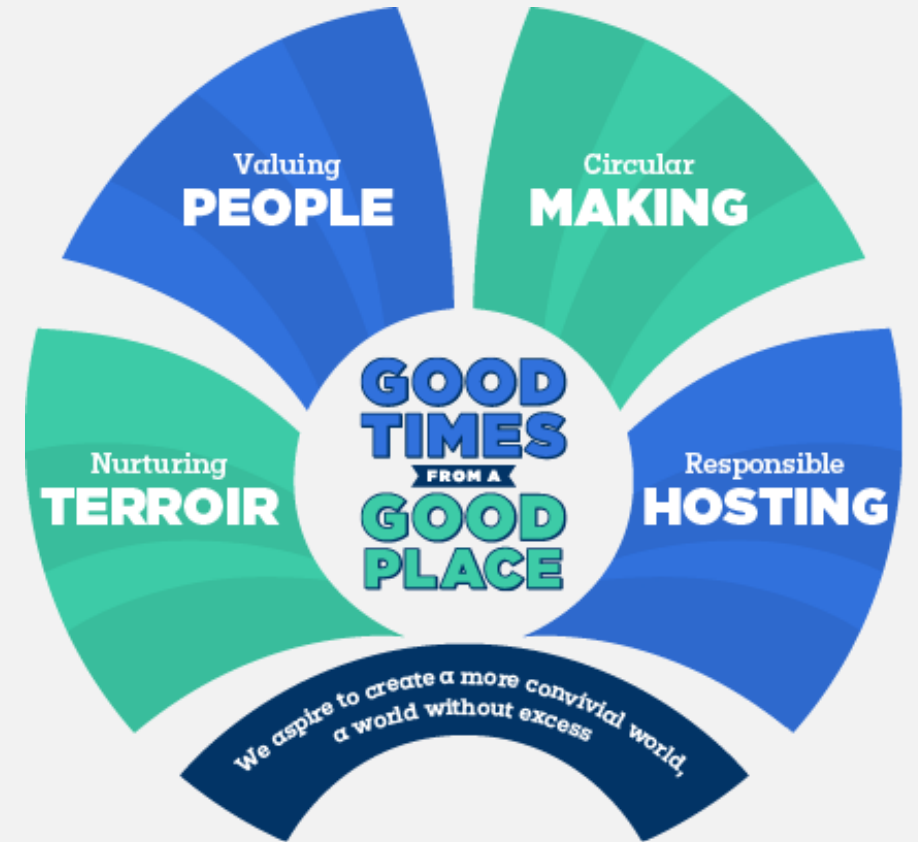 Valuing
PEOPLE
Circular
MAKING
Nurturing
TERROIR
GOOD
TIMES
FROM A
GOOD
PLACE
Responsible
HOSTING
We aspire to create a more convivial world,
a world without excess